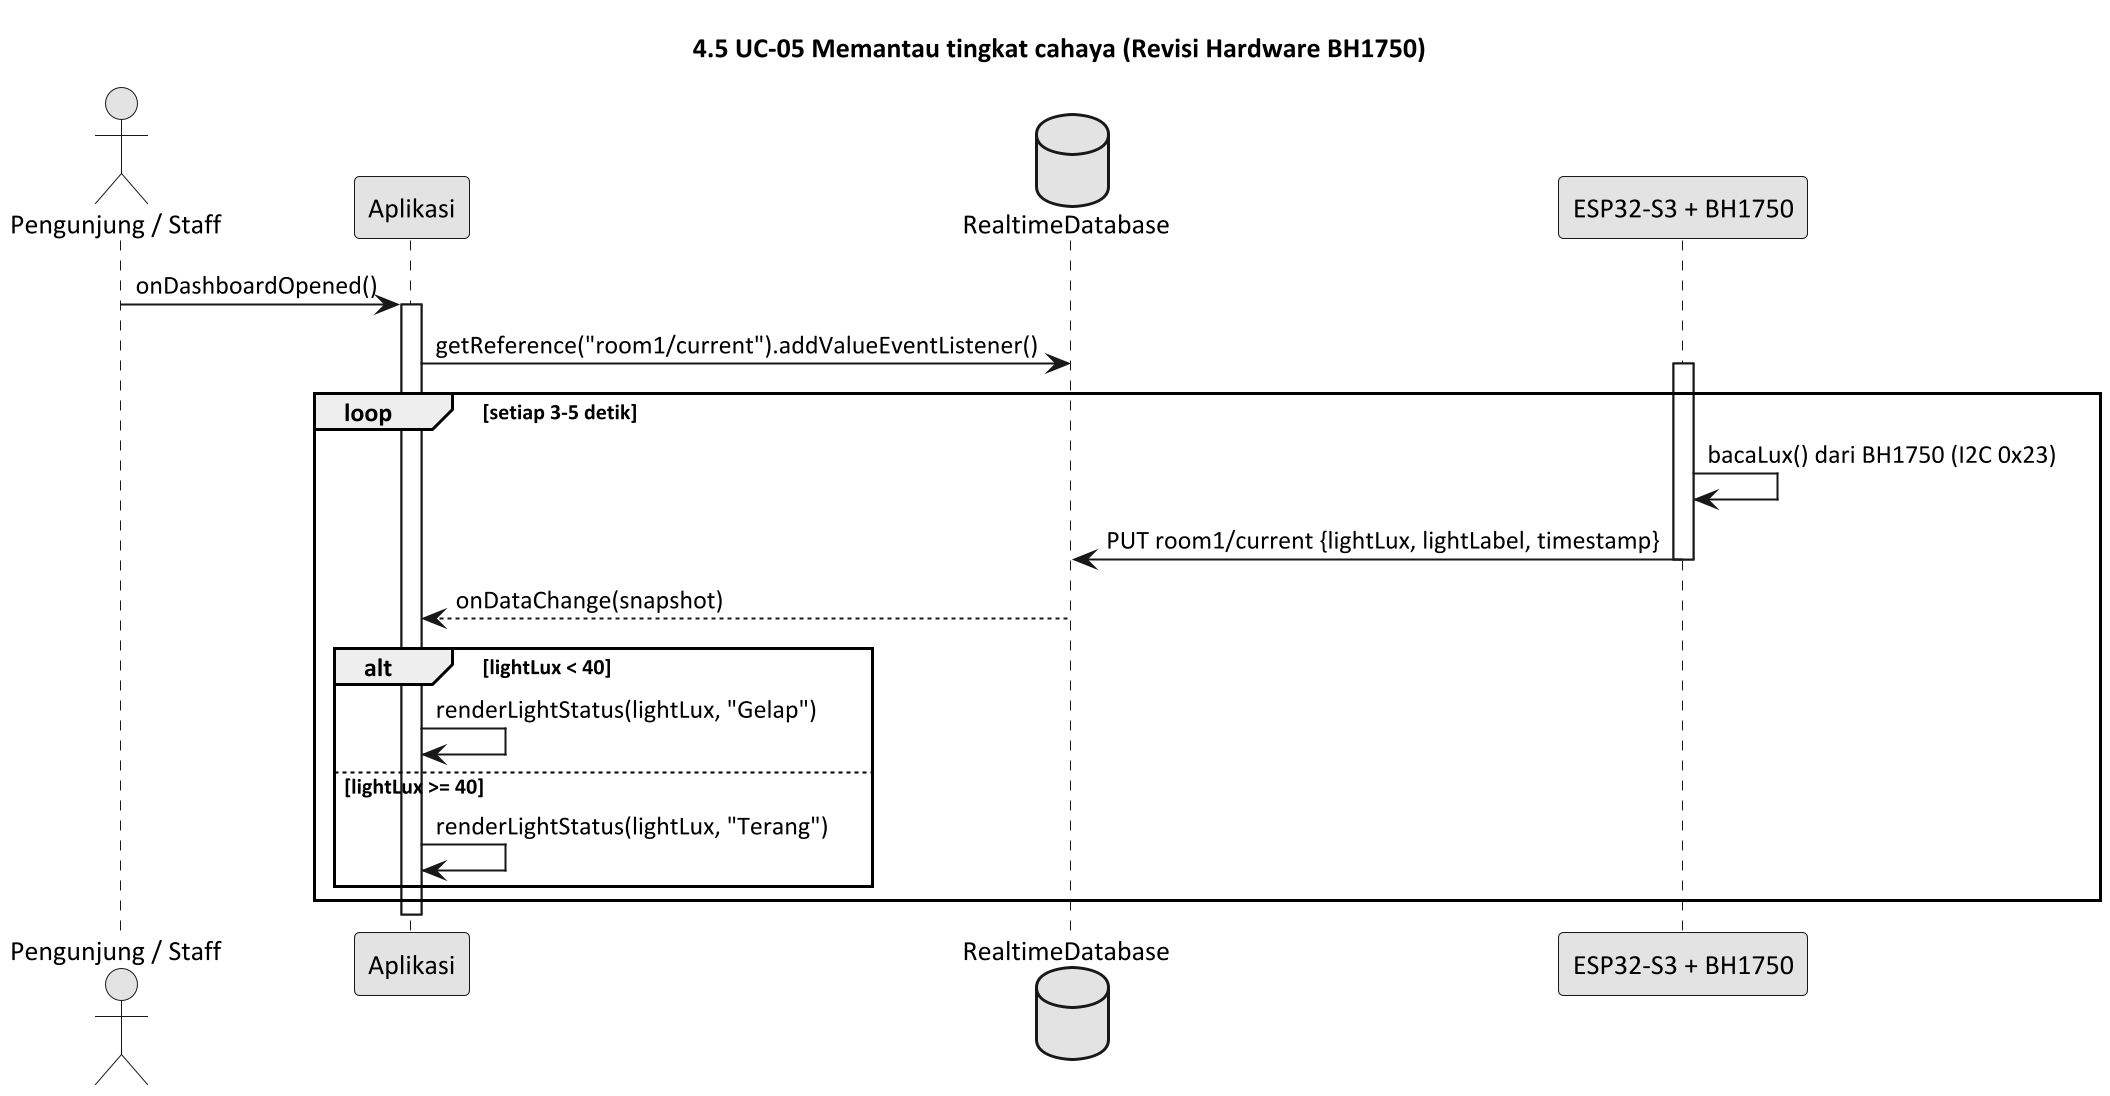 4.5 UC-05 Memantau tingkat cahaya (Revisi Hardware BH1750)
Pengunjung / Staff
Aplikasi
RealtimeDatabase
ESP32-S3 + BH1750
onDashboardOpened()
getReference("room1/current").addValueEventListener()
loop
[setiap 3-5 detik]
bacaLux() dari BH1750 (I2C 0x23)
PUT room1/current {lightLux, lightLabel, timestamp}
onDataChange(snapshot)
alt
[lightLux < 40]
renderLightStatus(lightLux, "Gelap")
[lightLux >= 40]
renderLightStatus(lightLux, "Terang")
Pengunjung / Staff
Aplikasi
RealtimeDatabase
ESP32-S3 + BH1750